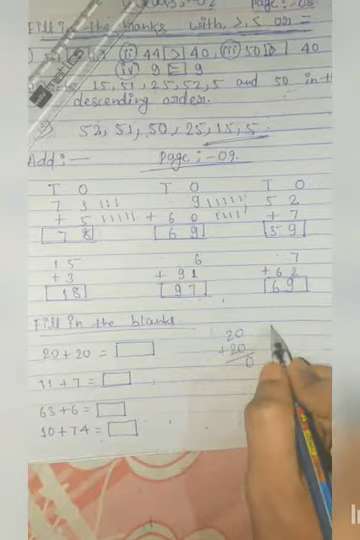 Page:-08
Fill in the blanks with >, < or =
(ii) 44 > 40, (iii) 50 > 40
(iv) 9 = 9
15, 51, 25, 52, 5 and 50 in the
descending order.
52, 51, 50, 25, 15, 5.
Add:— Page:-09.
T O T O T O
7 3 9 5 2
+ 5 + 6 0 + 7
7 8 6 9 5 9
1 5 6 7
+ 3 + 9 1 + 6 2
1 8 9 7 6 9
Fill in the blanks
20 + 20 =
20
+ 20
0
11 + 7 =
63 + 6 =
10 + 74 =